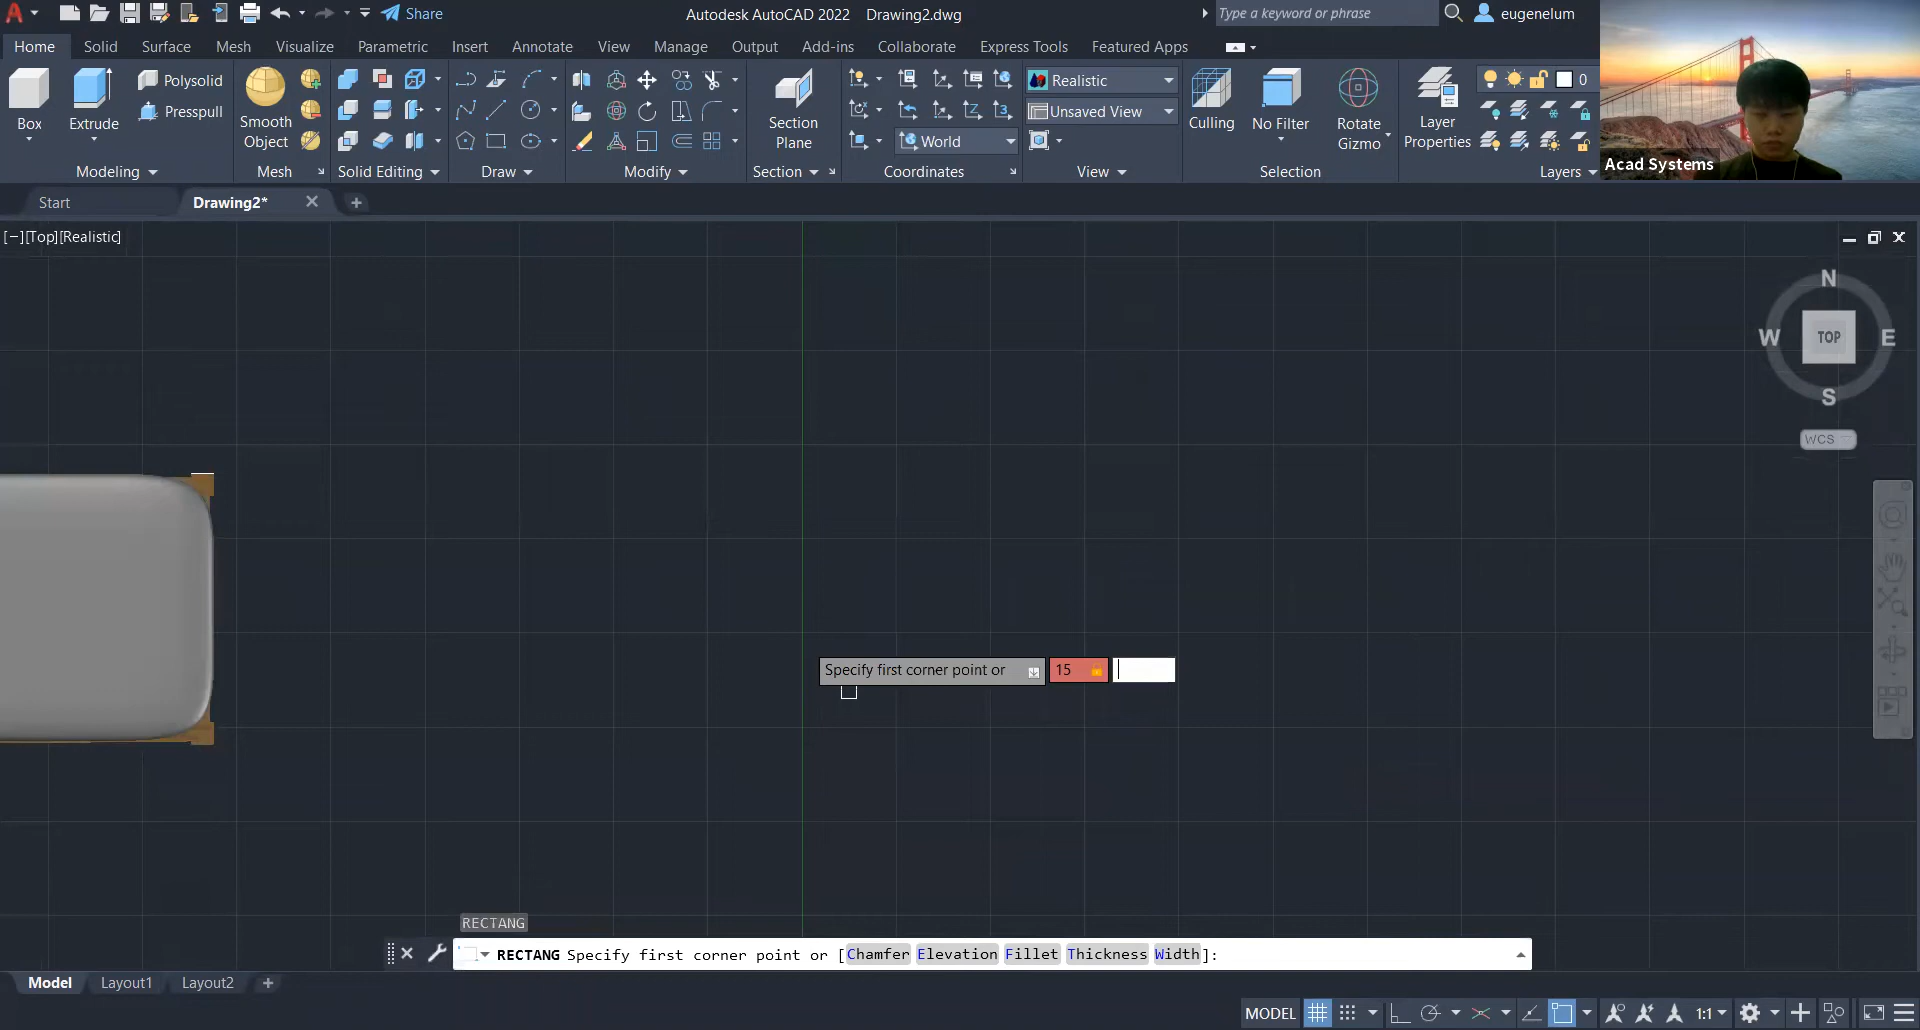 Share
Autodesk AutoCAD 2022 Drawing2.dwg
Type a keyword or phrase
eugenelum
Home Solid Surface Mesh Visualize Parametric Insert Annotate View Manage Output Add-ins Collaborate Express Tools Featured Apps
Box
Extrude
Polysolid
Presspull
Smooth
Object
Section
Plane
Realistic
Unsaved View
World
Culling
No Filter
Rotate
Gizmo
Layer
Properties
0
Acad Systems
Modeling Mesh Solid Editing Draw Modify Section Coordinates View Selection Layers
Start
Drawing2*
[−][Top][Realistic]
N
W
TOP
E
S
WCS
Specify first corner point or
15
RECTANG
RECTANG Specify first corner point or [Chamfer Elevation Fillet Thickness Width]:
Model Layout1 Layout2
MODEL
1:1